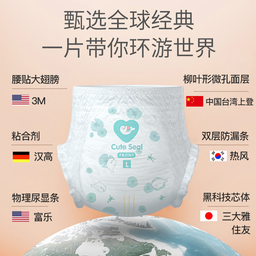 甄选全球经典
一片带你环游世界
腰贴大翅膀
3M
柳叶形微孔面层
中国台湾上登
粘合剂
汉高
双层防漏条
热风
物理尿显条
富乐
黑科技芯体
三大雅
住友
Cute Seal
FRONT
L